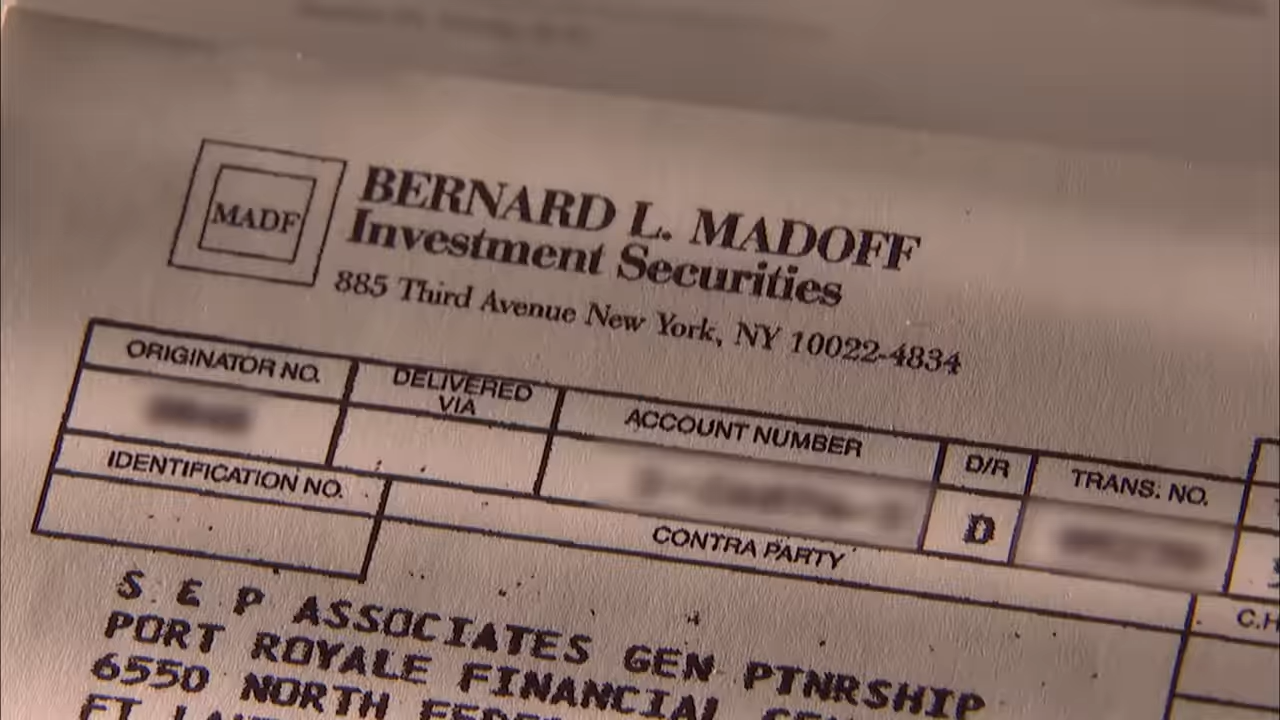 MADF
BERNARD L. MADOFF
Investment Securities
885 Third Avenue New York, NY 10022-4834
ORIGINATOR NO.
DELIVERED
VIA
ACCOUNT NUMBER
D/R
TRANS. NO.
D
IDENTIFICATION NO.
CONTRA PARTY
S & P ASSOCIATES GEN PTNRSHIP
PORT ROYALE FINANCIAL
6550 NORTH